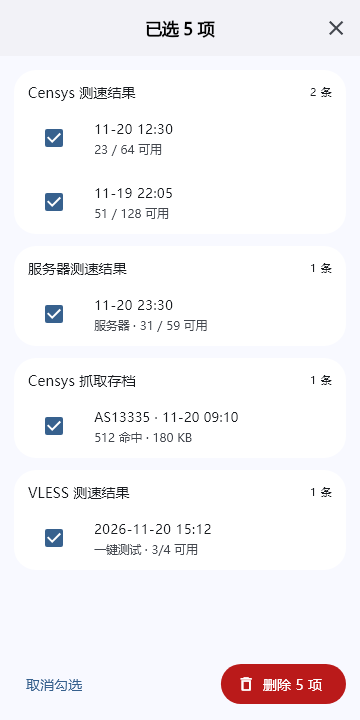 已选 5 项
Censys 测速结果
2 条
11-20 12:30
23 / 64 可用
11-19 22:05
51 / 128 可用
服务器测速结果
1 条
11-20 23:30
服务器 · 31 / 59 可用
Censys 抓取存档
1 条
AS13335 · 11-20 09:10
512 命中 · 180 KB
VLESS 测速结果
1 条
2026-11-20 15:12
一键测试 · 3/4 可用
取消勾选
删除 5 项